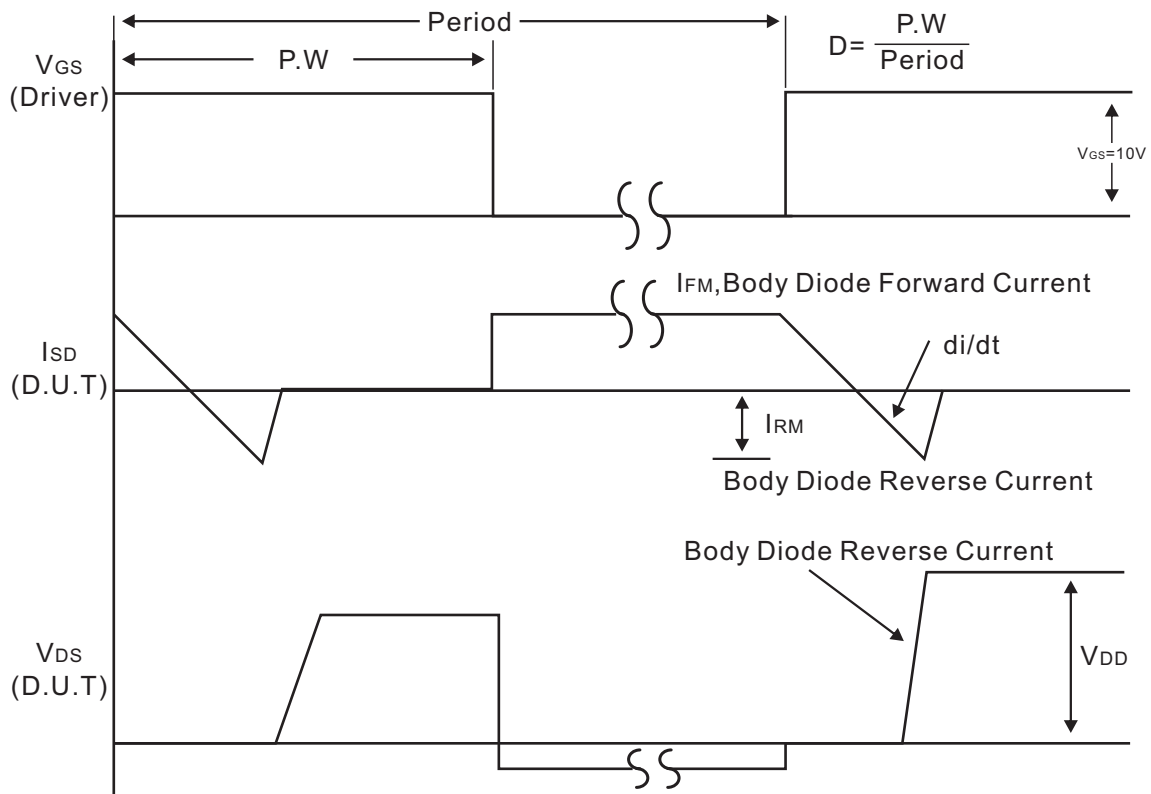 Period
P.W
D= P.W
Period
VGS
(Driver)
VGS=10V
IFM,Body Diode Forward Current
ISD
(D.U.T)
di/dt
IRM
Body Diode Reverse Current
Body Diode Reverse Current
VDS
(D.U.T)
VDD